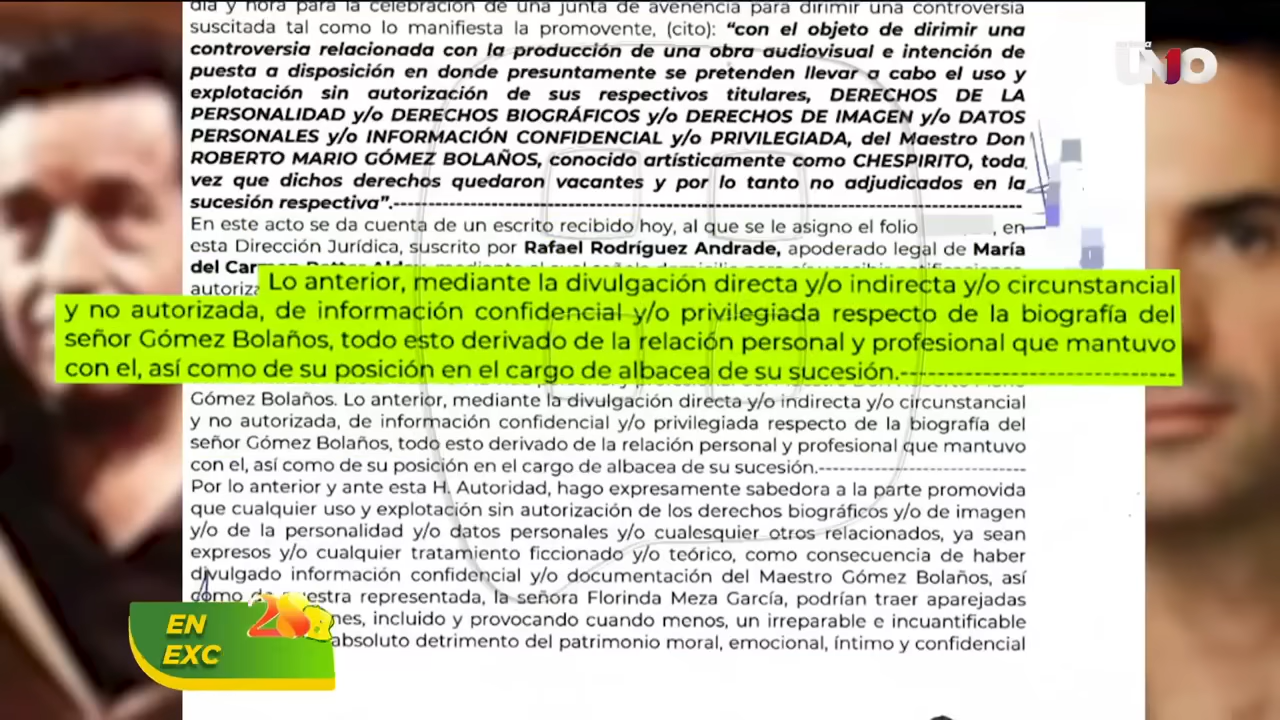 día y hora para la celebración de una junta de avenencia para dirimir una controversia
suscitada tal como lo manifiesta la promovente, (cito): “con el objeto de dirimir una
controversia relacionada con la producción de una obra audiovisual e intención de
puesta a disposición en donde presuntamente se pretenden llevar a cabo el uso y
explotación sin autorización de sus respectivos titulares, DERECHOS DE LA
PERSONALIDAD y/o DERECHOS BIOGRÁFICOS y/o DERECHOS DE IMAGEN y/o DATOS
PERSONALES y/o INFORMACIÓN CONFIDENCIAL y/o PRIVILEGIADA, del Maestro Don
ROBERTO MARIO GÓMEZ BOLAÑOS, conocido artísticamente como CHESPIRITO, toda
vez que dichos derechos quedaron vacantes y por lo tanto no adjudicados en la
sucesión respectiva”.------------------------------------------------------------
En este acto se da cuenta de un escrito recibido hoy, al que se le asigno el folio , en
esta Dirección Jurídica, suscrito por Rafael Rodríguez Andrade, apoderado legal de María
del
Lo anterior, mediante la divulgación directa y/o indirecta y/o circunstancial
y no autorizada, de información confidencial y/o privilegiada respecto de la biografía del
señor Gómez Bolaños, todo esto derivado de la relación personal y profesional que mantuvo
con el, así como de su posición en el cargo de albacea de su sucesión.--------------------------
Gómez Bolaños. Lo anterior, mediante la divulgación directa y/o indirecta y/o circunstancial
y no autorizada, de información confidencial y/o privilegiada respecto de la biografía del
señor Gómez Bolaños, todo esto derivado de la relación personal y profesional que mantuvo
con el, así como de su posición en el cargo de albacea de su sucesión.--------------------------
Por lo anterior y ante esta H. Autoridad, hago expresamente sabedora a la parte promovida
que cualquier uso y explotación sin autorización de los derechos biográficos y/o de imagen
y/o de la personalidad y/o datos personales y/o cualesquier otros relacionados, ya sean
expresos y/o cualquier tratamiento ficcionado y/o teórico, como consecuencia de haber
divulgado información confidencial y/o documentación del Maestro Gómez Bolaños, así
como de nuestra representada, la señora Florinda Meza García, podrían traer aparejadas
nes, incluido y provocando cuando menos, un irreparable e incuantificable
absoluto detrimento del patrimonio moral, emocional, íntimo y confidencial
UN1O
EN
EXC